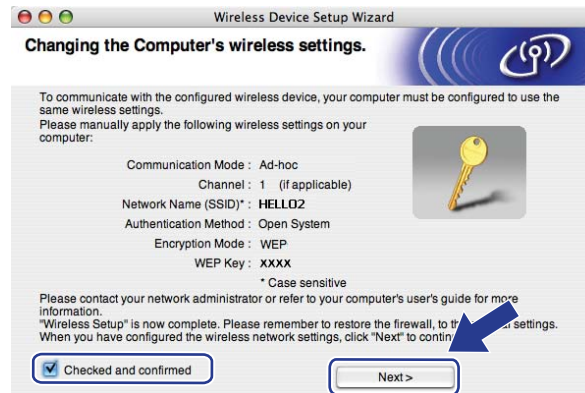 Wireless Device Setup Wizard
Changing the Computer's wireless settings.
To communicate with the configured wireless device, your computer must be configured to use the
same wireless settings.
Please manually apply the following wireless settings on your
computer:
Communication Mode : Ad-hoc
Channel : 1 (if applicable)
Network Name (SSID)* : HELLO2
Authentication Method : Open System
Encryption Mode : WEP
WEP Key : XXXX
* Case sensitive
Please contact your network administrator or refer to your computer's user's guide for more
information.
"Wireless Setup" is now complete. Please remember to restore the firewall, to settings.
When you have configured the wireless network settings, click "Next" to
Checked and confirmed
Next >